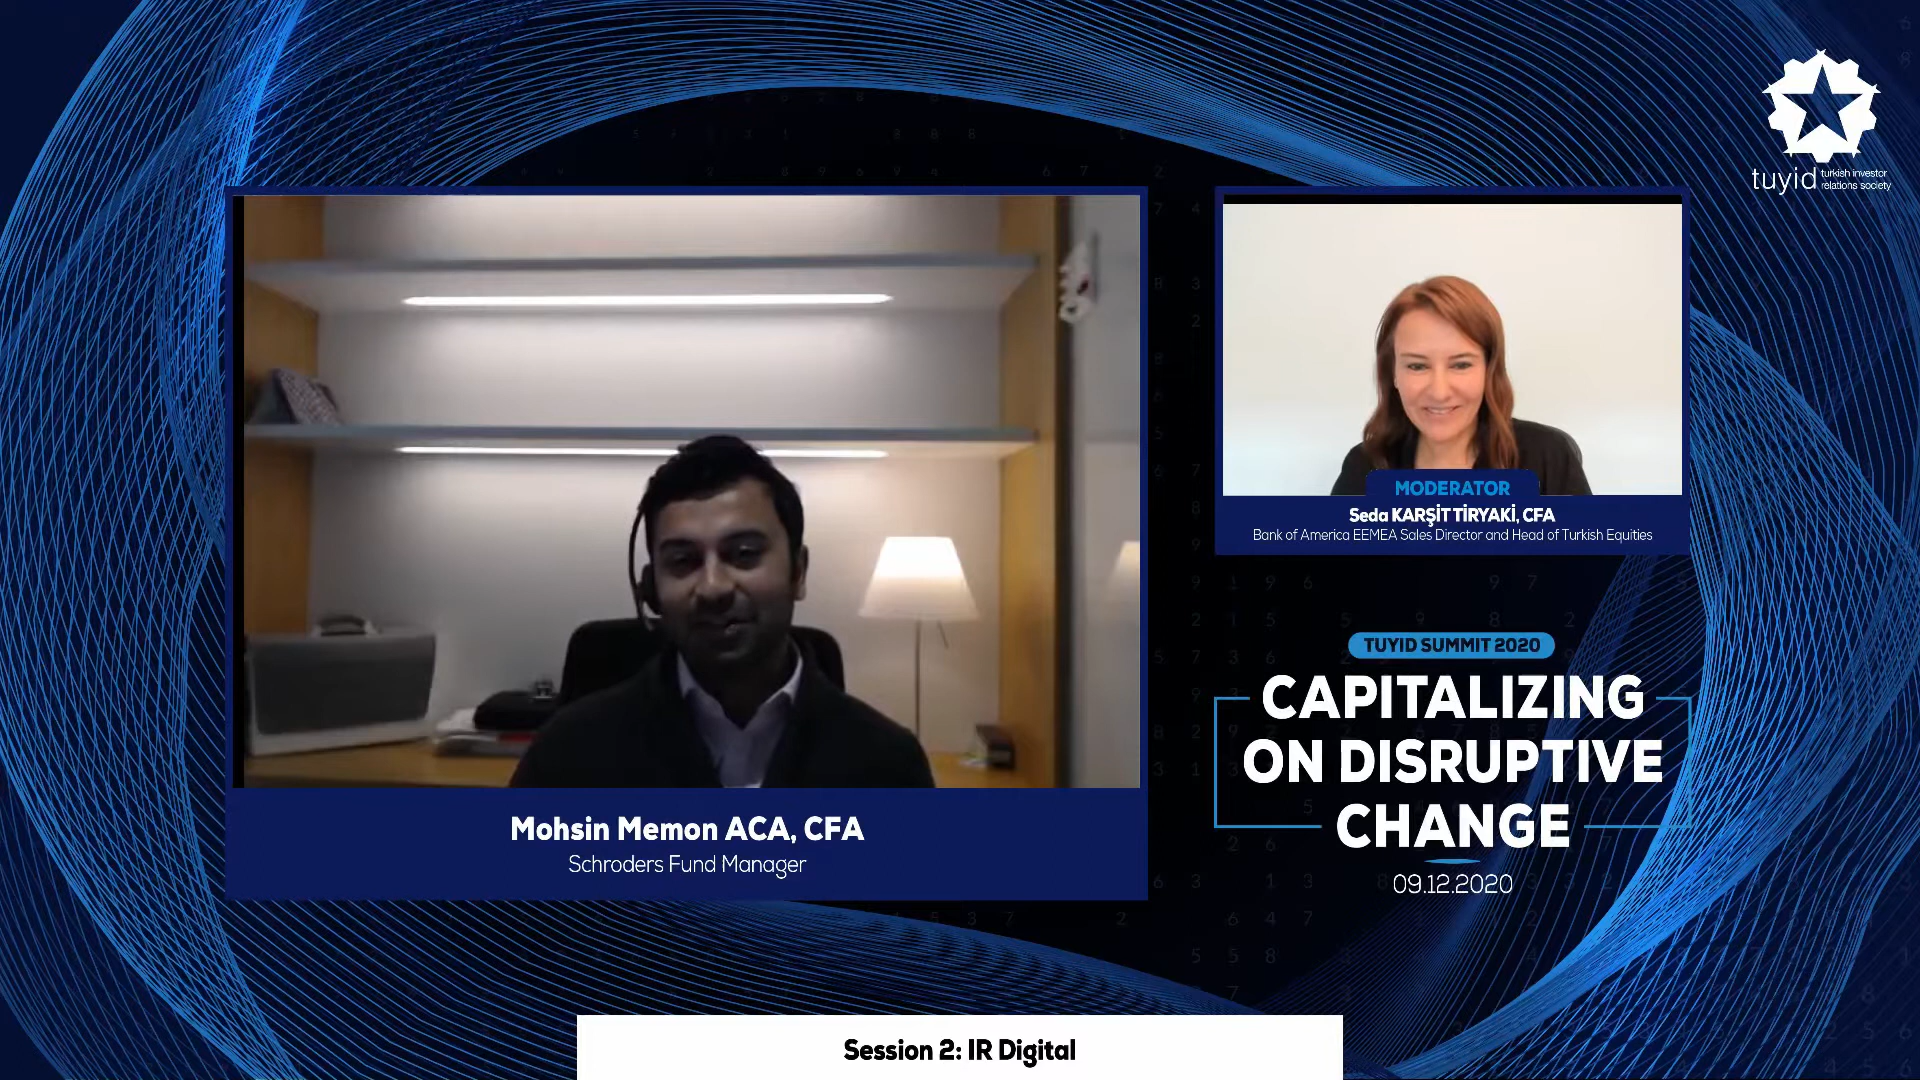 tuyid turkish investor
relations society
Mohsin Memon ACA, CFA
Schroders Fund Manager
MODERATOR
Seda KARŞİT TİRYAKİ, CFA
Bank of America EEMEA Sales Director and Head of Turkish Equities
TUYID SUMMIT 2020
CAPITALIZING
ON DISRUPTIVE
CHANGE
09.12.2020
Session 2: IR Digital